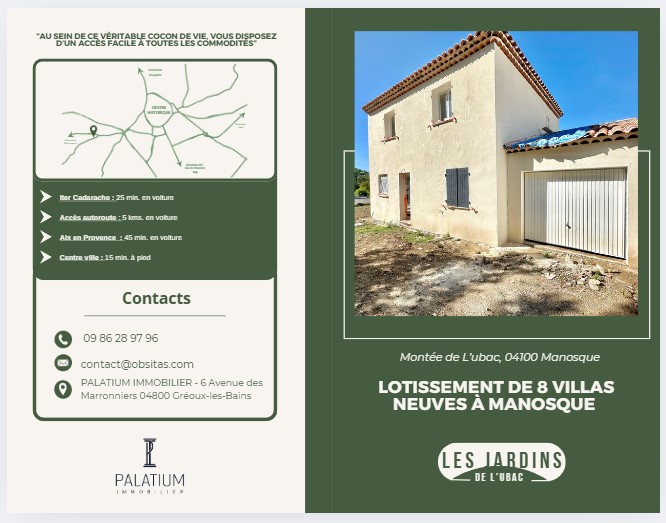 "AU SEIN DE CE VÉRITABLE COCON DE VIE, VOUS DISPOSEZ
D'UN ACCÈS FACILE À TOUTES LES COMMODITÉS"
CENTRE
HISTORIQUE
Iter Cadarache : 25 min. en voiture
Accès autoroute : 5 kms. en voiture
Aix en Provence : 45 min. en voiture
Centre ville : 15 min. à pied
Contacts
09 86 28 97 96
contact@obsitas.com
PALATIUM IMMOBILIER - 6 Avenue des
Marronniers 04800 Gréoux-les-Bains
PALATIUM
IMMOBILIER
Montée de L'ubac, 04100 Manosque
LOTISSEMENT DE 8 VILLAS
NEUVES À MANOSQUE
LES JARDINS
DE L'UBAC